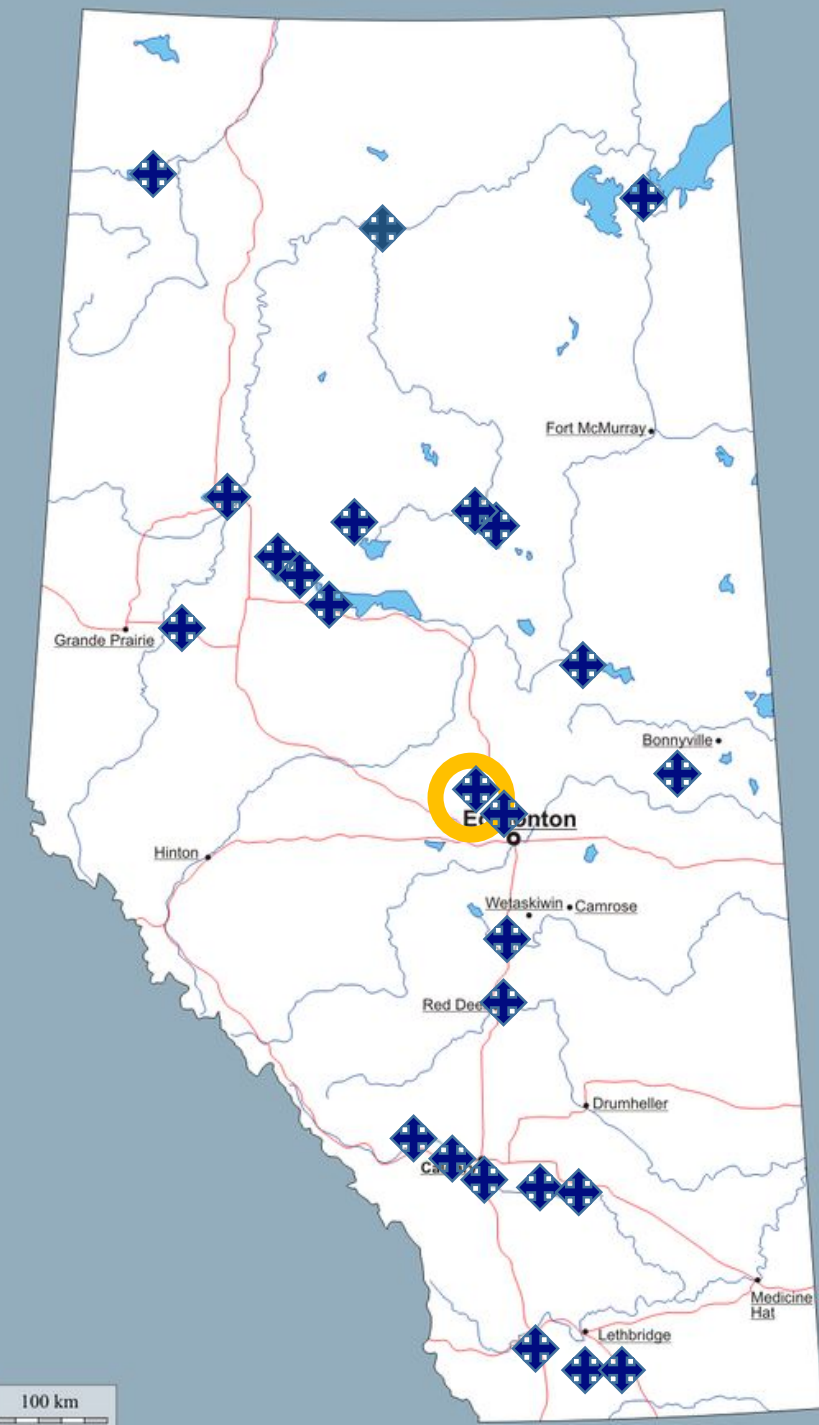 Fort McMurray
Grande Prairie
Bonnyville
Hinton
Wetaskiwin
Camrose
Drumheller
Medicine
Hat
Lethbridge
100 km